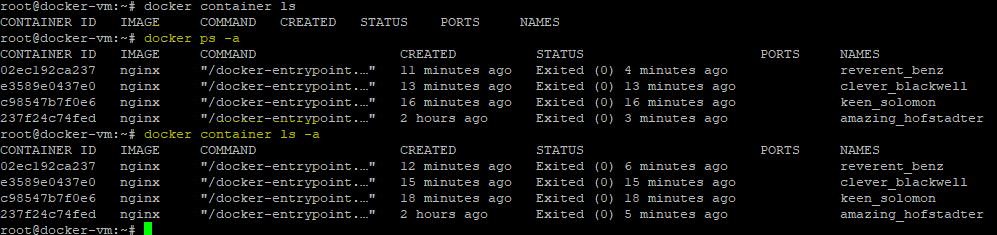 root@docker-vm:~# docker container ls
CONTAINER ID   IMAGE     COMMAND   CREATED   STATUS    PORTS     NAMES
root@docker-vm:~# docker ps -a
CONTAINER ID   IMAGE     COMMAND                  CREATED          STATUS                      PORTS     NAMES
02ec192ca237   nginx     "/docker-entrypoint.…"   11 minutes ago   Exited (0) 4 minutes ago              reverent_benz
e3589e0437e0   nginx     "/docker-entrypoint.…"   13 minutes ago   Exited (0) 13 minutes ago             clever_blackwell
c98547b7f0e6   nginx     "/docker-entrypoint.…"   16 minutes ago   Exited (0) 16 minutes ago             keen_solomon
237f24c74fed   nginx     "/docker-entrypoint.…"   2 hours ago      Exited (0) 3 minutes ago              amazing_hofstadter
root@docker-vm:~# docker container ls -a
CONTAINER ID   IMAGE     COMMAND                  CREATED          STATUS                      PORTS     NAMES
02ec192ca237   nginx     "/docker-entrypoint.…"   12 minutes ago   Exited (0) 6 minutes ago              reverent_benz
e3589e0437e0   nginx     "/docker-entrypoint.…"   15 minutes ago   Exited (0) 15 minutes ago             clever_blackwell
c98547b7f0e6   nginx     "/docker-entrypoint.…"   18 minutes ago   Exited (0) 18 minutes ago             keen_solomon
237f24c74fed   nginx     "/docker-entrypoint.…"   2 hours ago      Exited (0) 5 minutes ago              amazing_hofstadter
root@docker-vm:~#